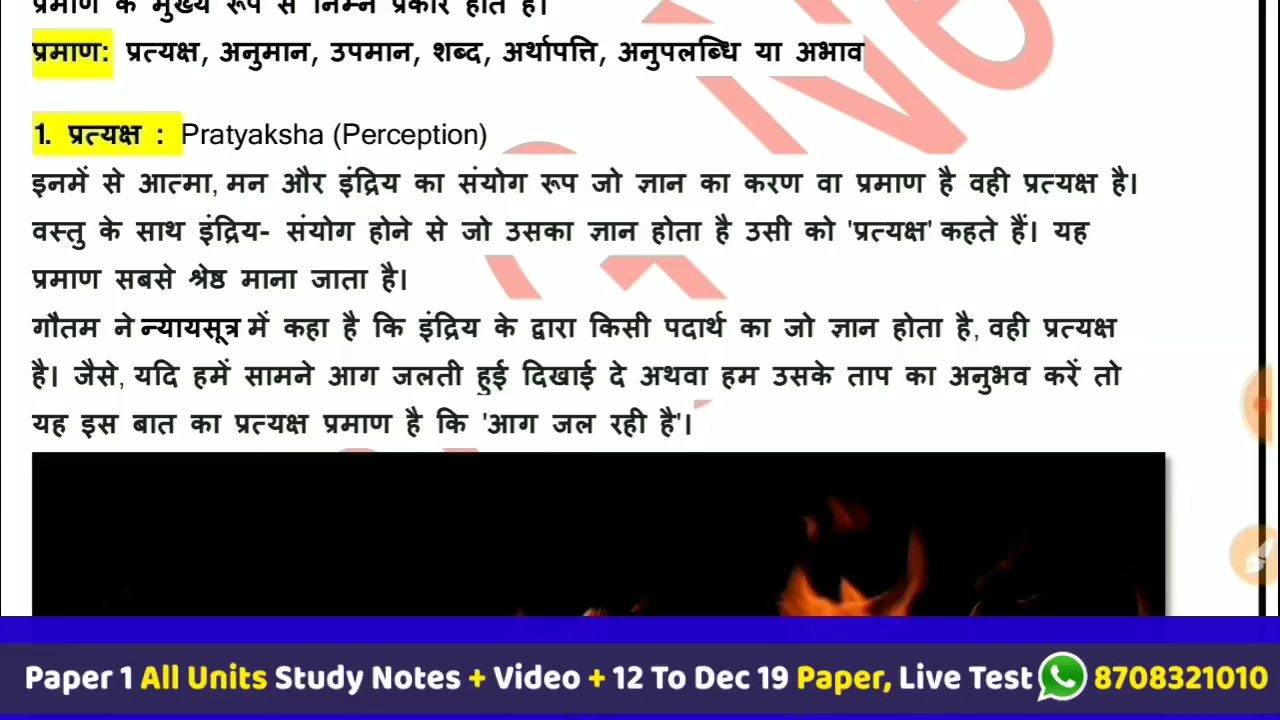 प्रमाण के मुख्य रूप से निम्न प्रकार होते हैं।
प्रमाण: प्रत्यक्ष, अनुमान, उपमान, शब्द, अर्थापत्ति, अनुपलब्धि या अभाव
1. प्रत्यक्ष : Pratyaksha (Perception)
इनमें से आत्मा, मन और इंद्रिय का संयोग रूप जो ज्ञान का करण वा प्रमाण है वही प्रत्यक्ष है।
वस्तु के साथ इंद्रिय- संयोग होने से जो उसका ज्ञान होता है उसी को 'प्रत्यक्ष' कहते हैं। यह
प्रमाण सबसे श्रेष्ठ माना जाता है।
गौतम ने न्यायसूत्र में कहा है कि इंद्रिय के द्वारा किसी पदार्थ का जो ज्ञान होता है, वही प्रत्यक्ष
है। जैसे, यदि हमें सामने आग जलती हुई दिखाई दे अथवा हम उसके ताप का अनुभव करें तो
यह इस बात का प्रत्यक्ष प्रमाण है कि 'आग जल रही है'।
Paper 1 All Units Study Notes + Video + 12 To Dec 19 Paper, Live Test 8708321010